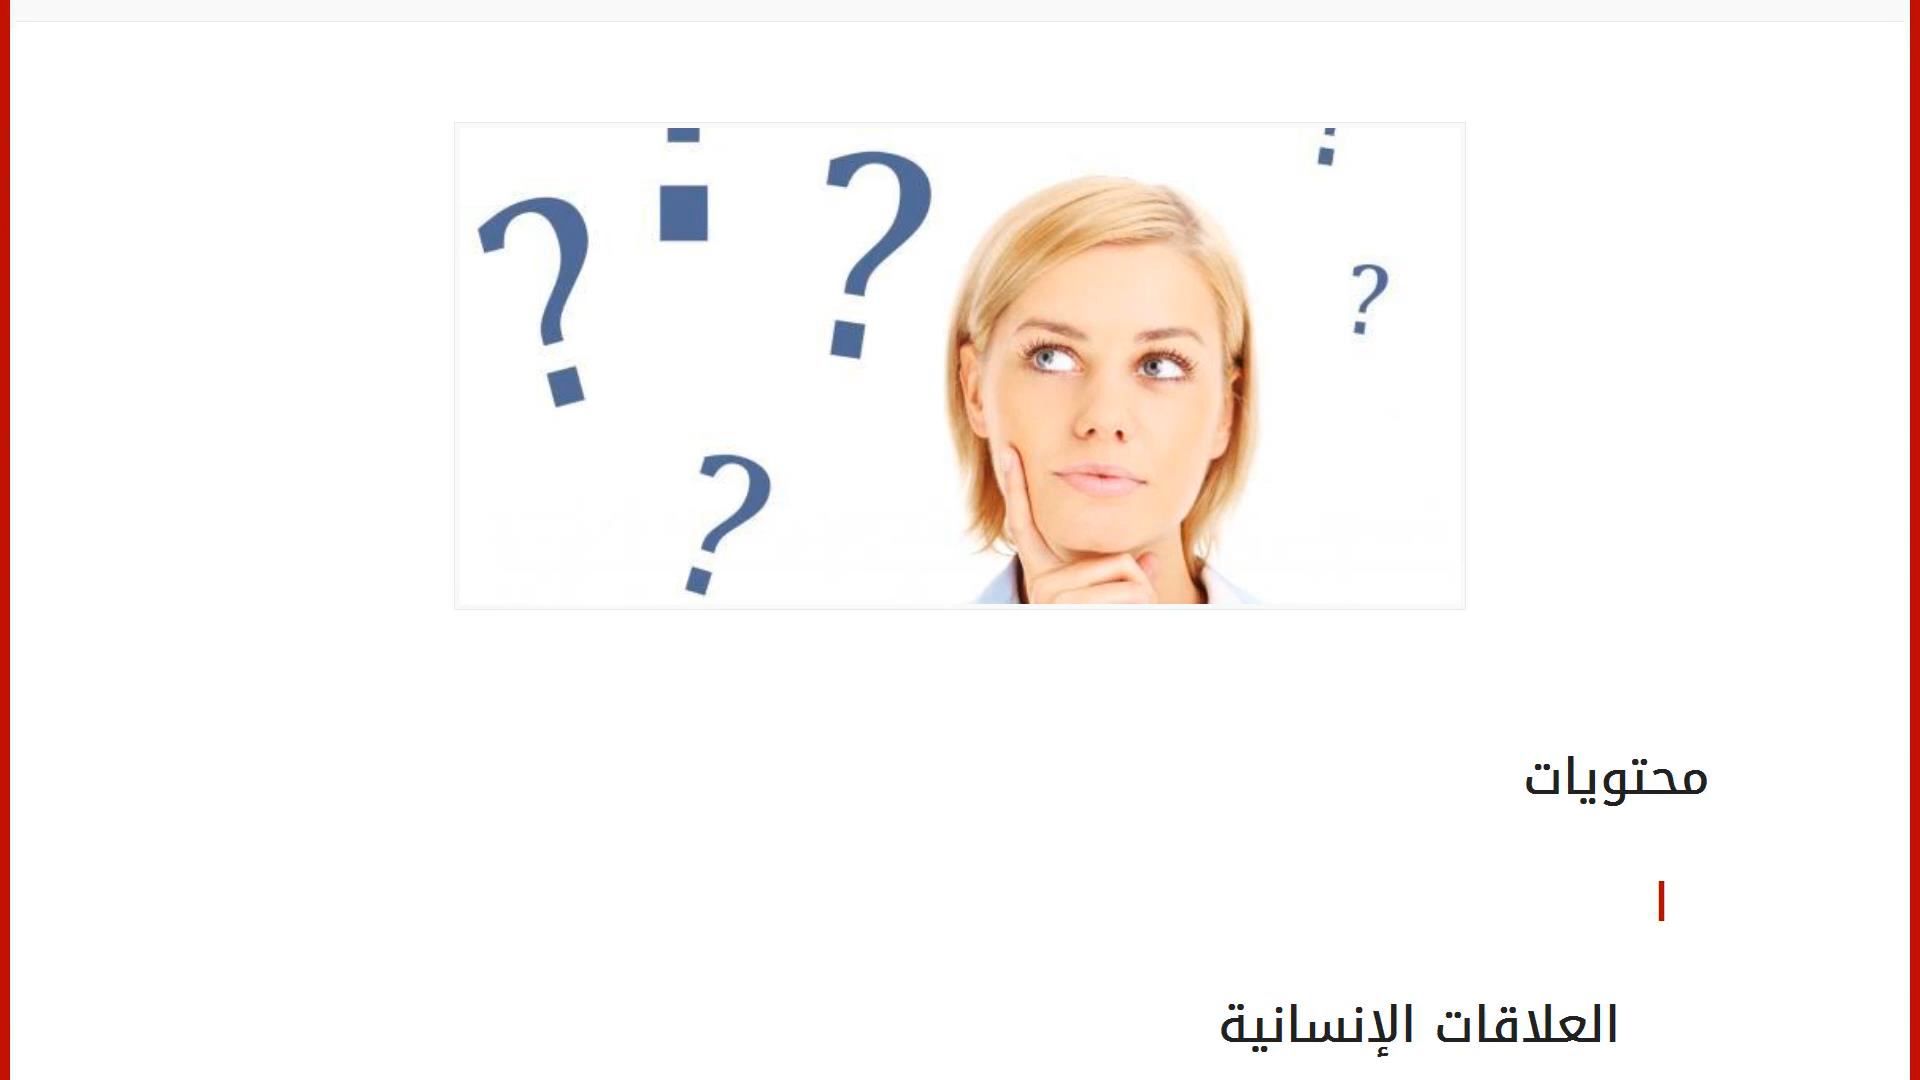 ? ? ? ?
محتويات
ا
العلاقات الإنسانية